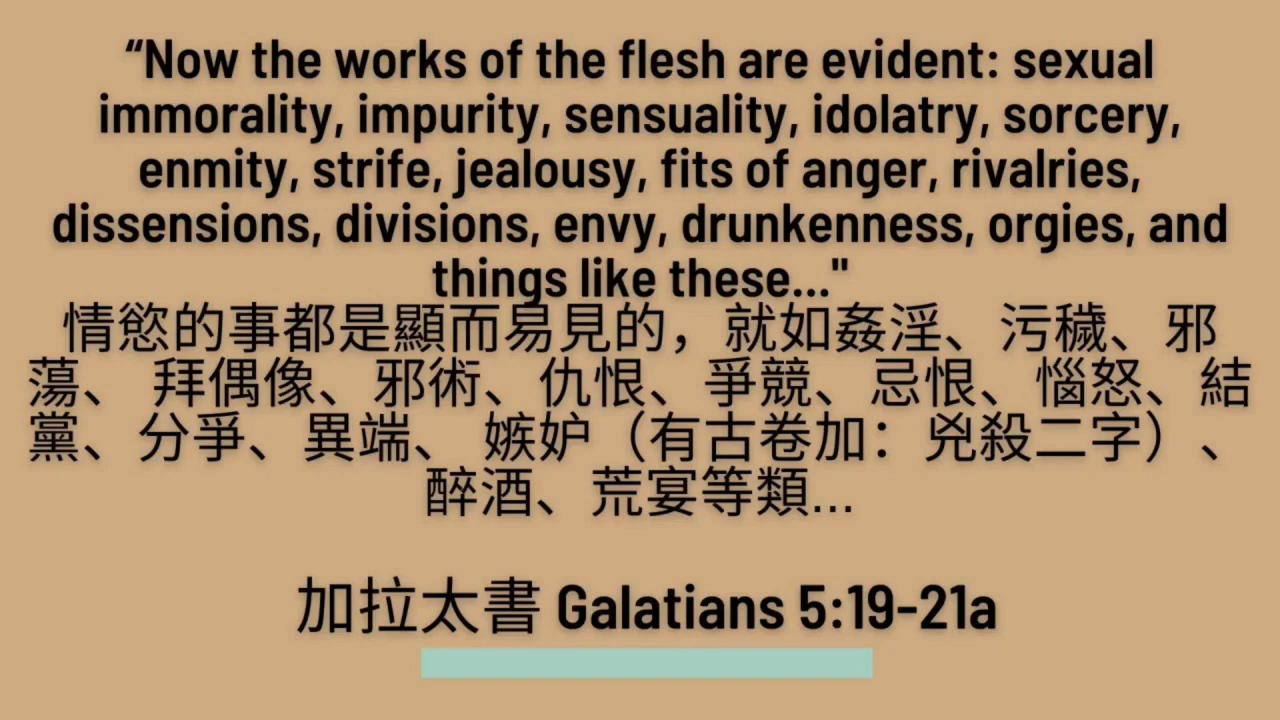 “Now the works of the flesh are evident: sexual
immorality, impurity, sensuality, idolatry, sorcery,
enmity, strife, jealousy, fits of anger, rivalries,
dissensions, divisions, envy, drunkenness, orgies, and
things like these..."
情慾的事都是顯而易見的，就如姦淫、污穢、邪
蕩、 拜偶像、邪術、仇恨、爭競、忌恨、惱怒、結
黨、分爭、異端、 嫉妒（有古卷加：兇殺二字）、
醉酒、荒宴等類...
加拉太書 Galatians 5:19-21a